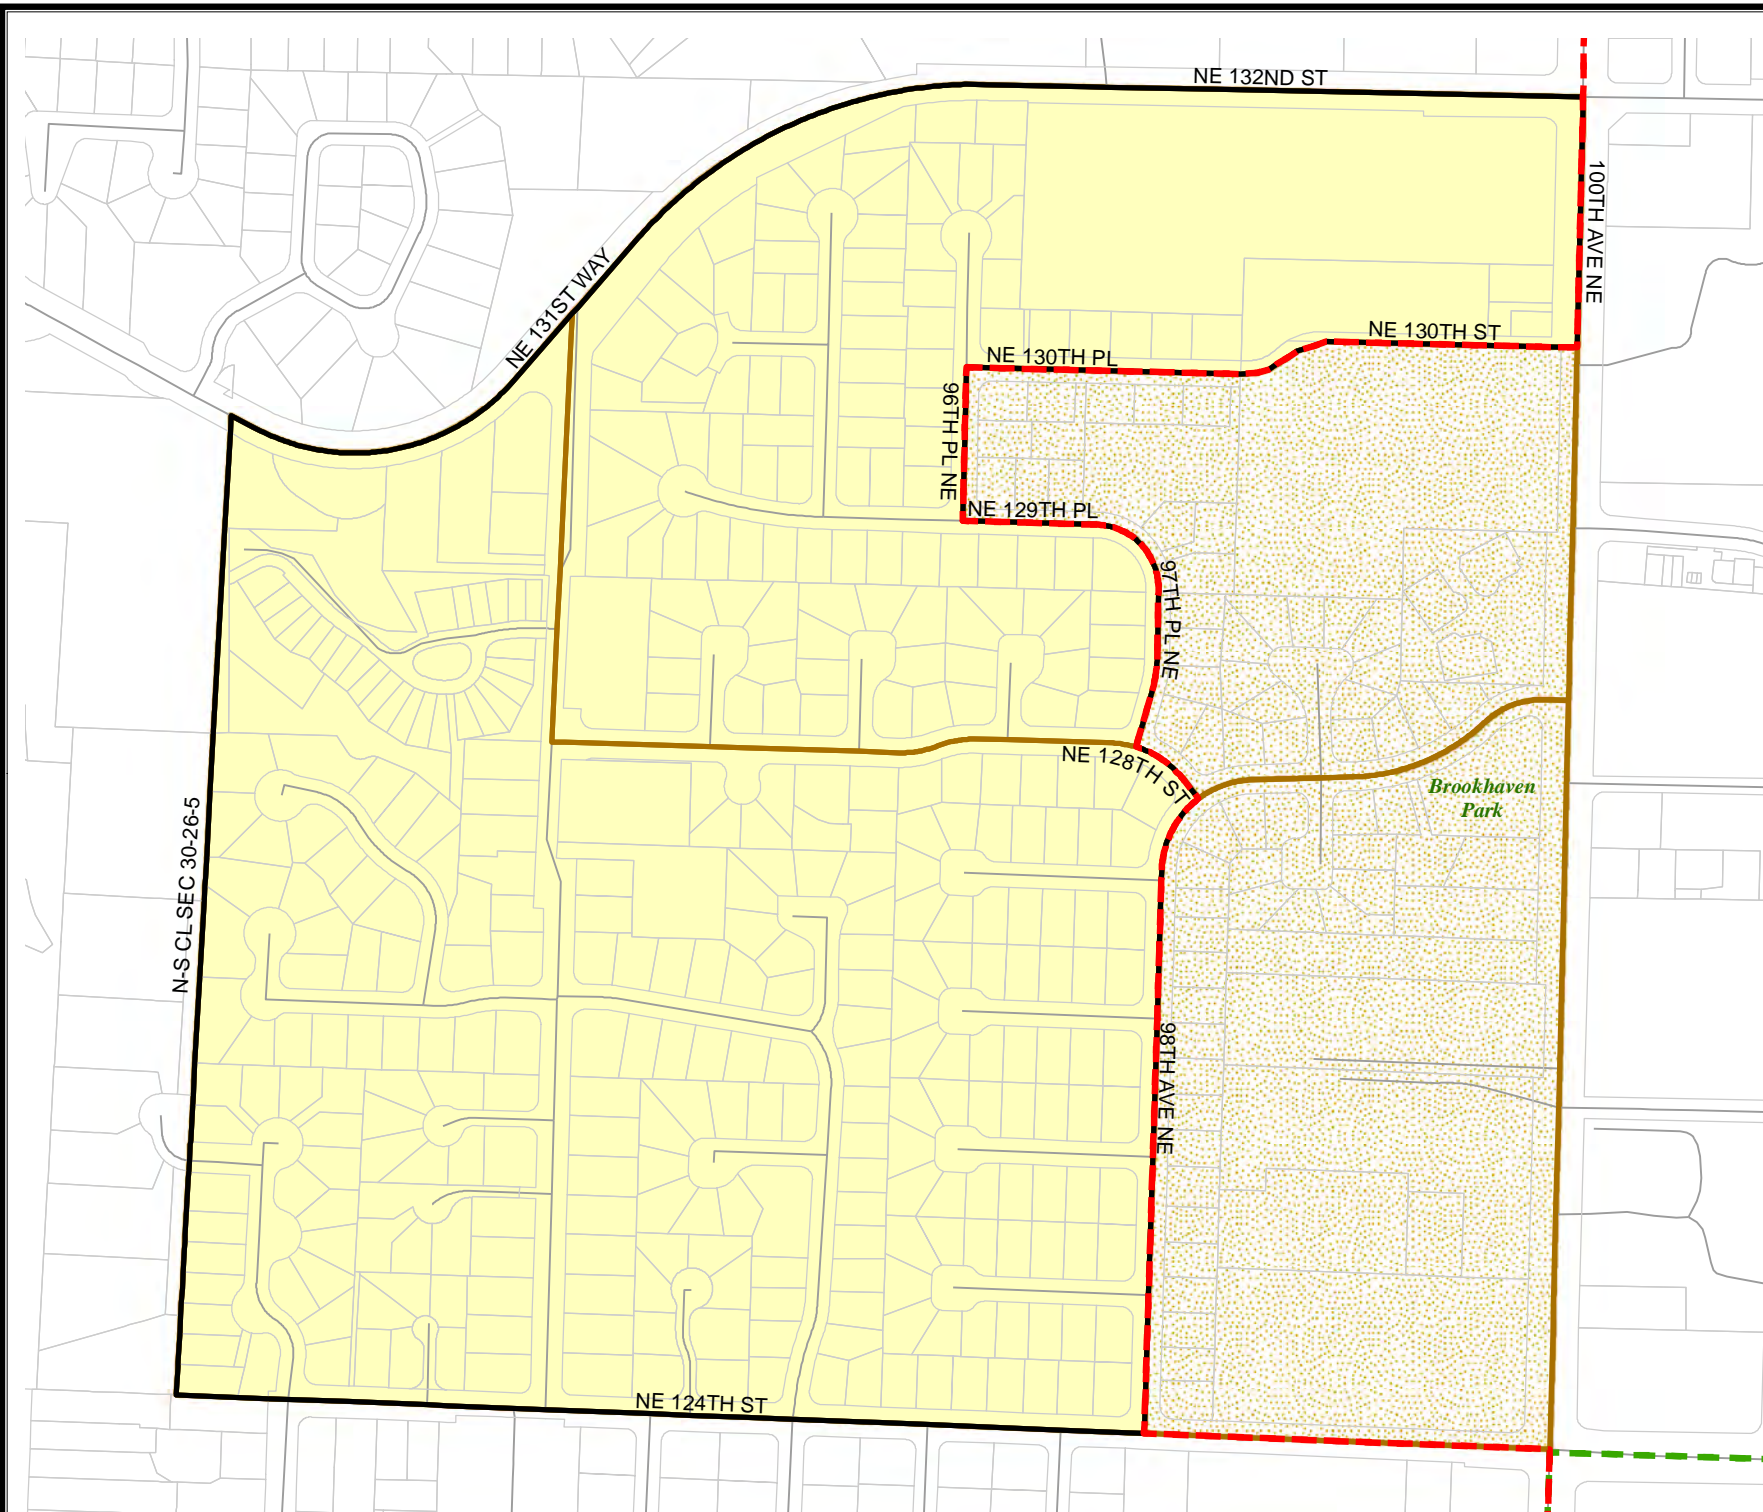 NE 132ND ST
100TH AVE NE
NE 131ST WAY
NE 130TH ST
NE 130TH PL
96TH PL NE
NE 129TH PL
97TH PL NE
NE 128TH ST
Brookhaven
Park
N-S CL SEC 30-26-5
98TH AVE NE
NE 124TH ST